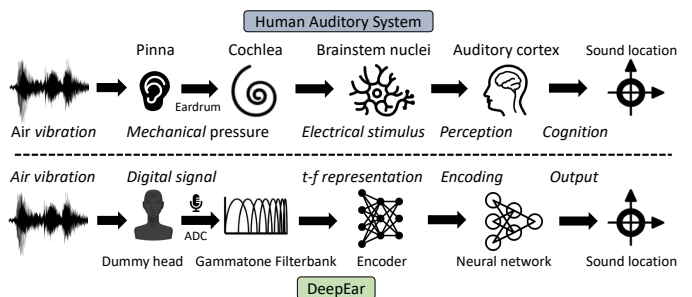 Human Auditory System
Pinna Cochlea Brainstem nuclei Auditory cortex Sound location
Eardrum
Air vibration Mechanical pressure Electrical stimulus Perception Cognition
Air vibration Digital signal t-f representation Encoding Output
ADC
Dummy head Gammatone Filterbank Encoder Neural network Sound location
DeepEar